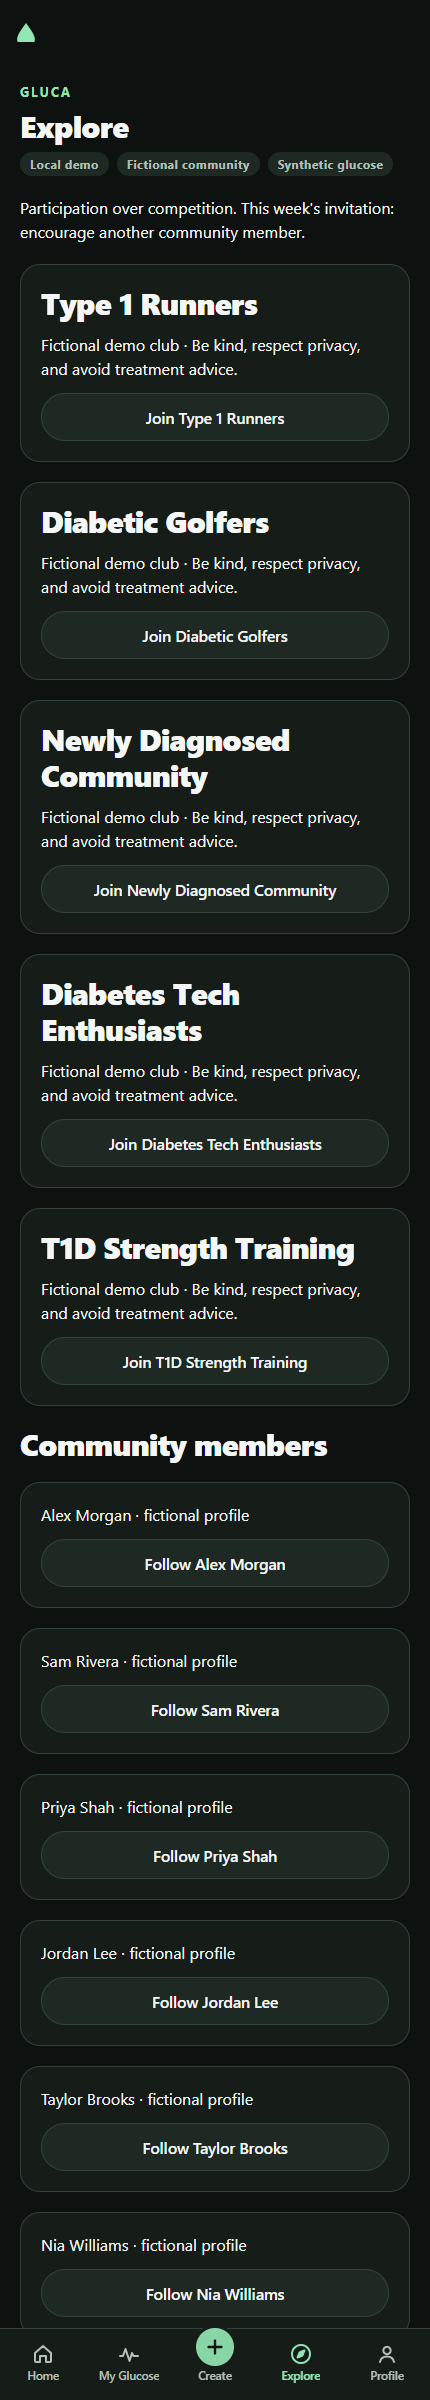 GLUCA
Explore
Local demo
Fictional community
Synthetic glucose
Participation over competition. This week's invitation:
encourage another community member.
Type 1 Runners
Fictional demo club · Be kind, respect privacy,
and avoid treatment advice.
Join Type 1 Runners
Diabetic Golfers
Fictional demo club · Be kind, respect privacy,
and avoid treatment advice.
Join Diabetic Golfers
Newly Diagnosed
Community
Fictional demo club · Be kind, respect privacy,
and avoid treatment advice.
Join Newly Diagnosed Community
Diabetes Tech
Enthusiasts
Fictional demo club · Be kind, respect privacy,
and avoid treatment advice.
Join Diabetes Tech Enthusiasts
T1D Strength Training
Fictional demo club · Be kind, respect privacy,
and avoid treatment advice.
Join T1D Strength Training
Community members
Alex Morgan · fictional profile
Follow Alex Morgan
Sam Rivera · fictional profile
Follow Sam Rivera
Priya Shah · fictional profile
Follow Priya Shah
Jordan Lee · fictional profile
Follow Jordan Lee
Taylor Brooks · fictional profile
Follow Taylor Brooks
Nia Williams · fictional profile
Follow Nia Williams
Home
My Glucose
Create
Explore
Profile